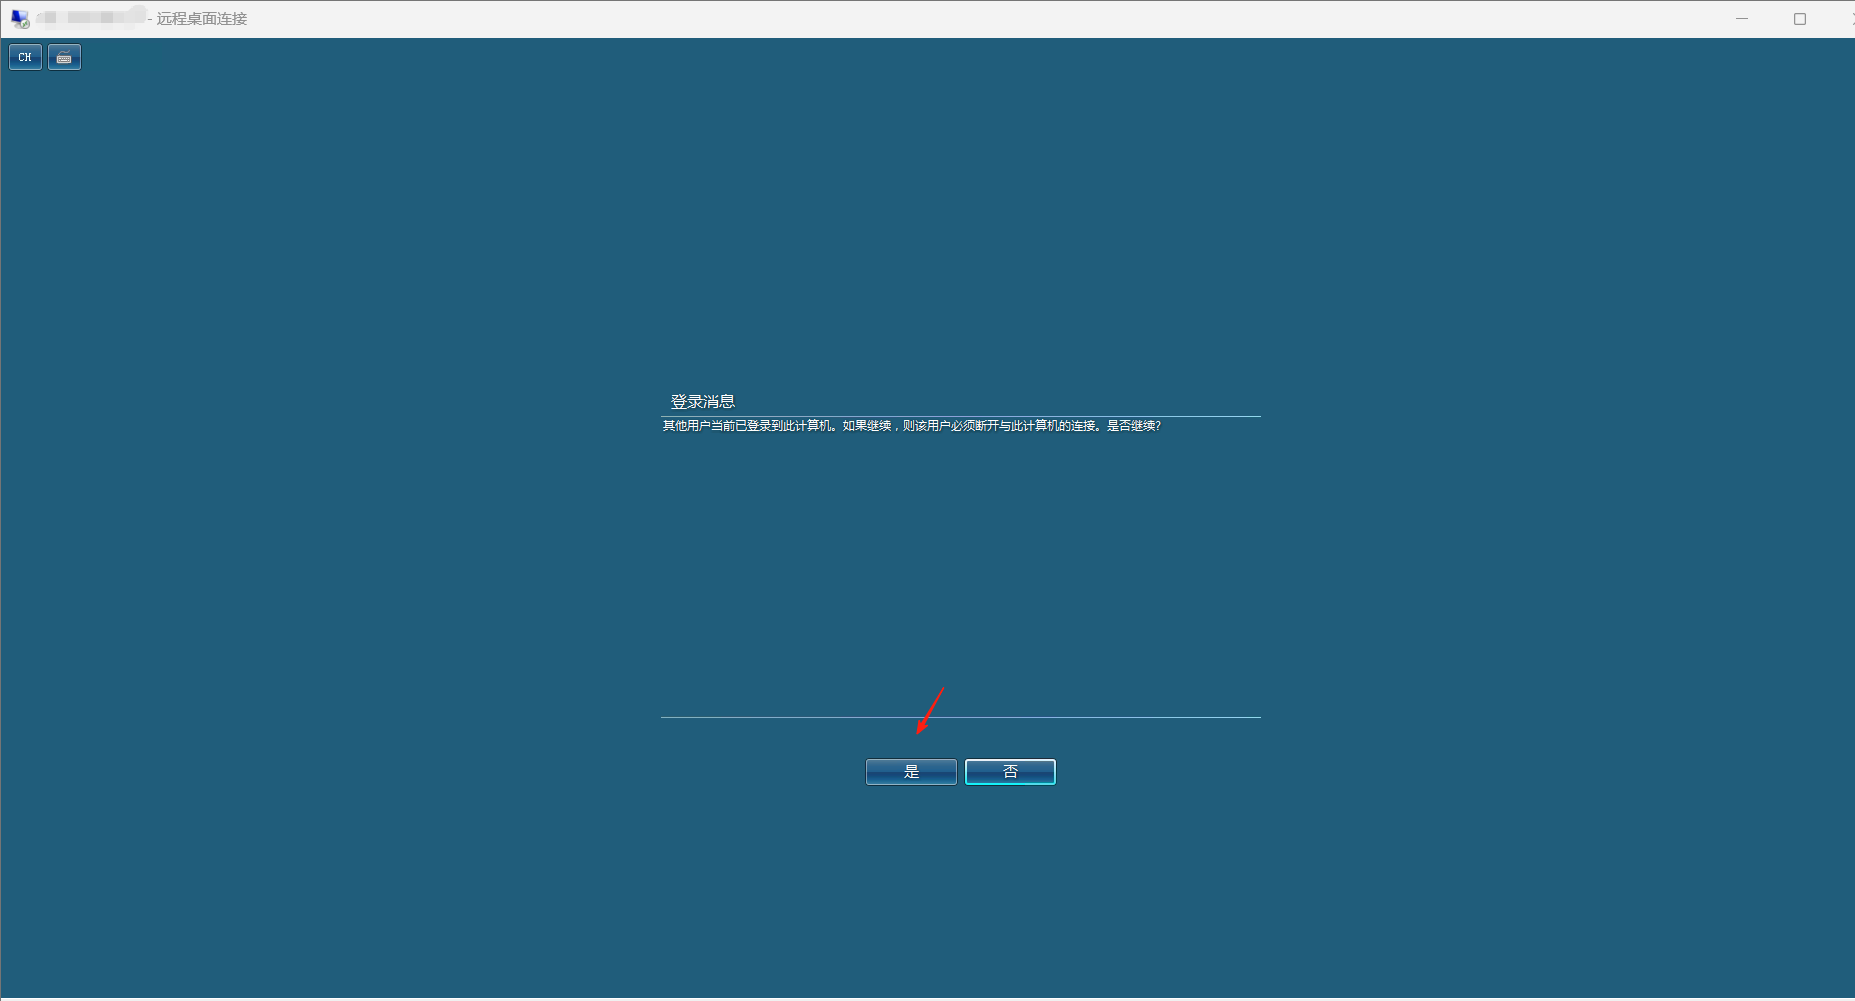 - 远程桌面连接
CH
登录消息
其他用户当前已登录到此计算机。如果继续，则该用户必须断开与此计算机的连接。是否继续?
是 否